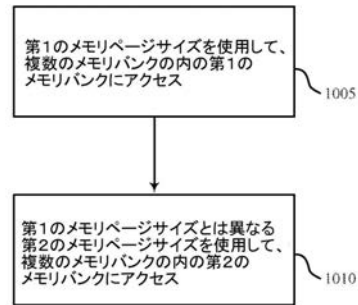 第1のメモリページサイズを使用して、
複数のメモリバンクの内の第1の
メモリバンクにアクセス
1005
第1のメモリページサイズとは異なる
第2のメモリページサイズを使用して、
複数のメモリバンクの内の第2の
メモリバンクにアクセス
1010